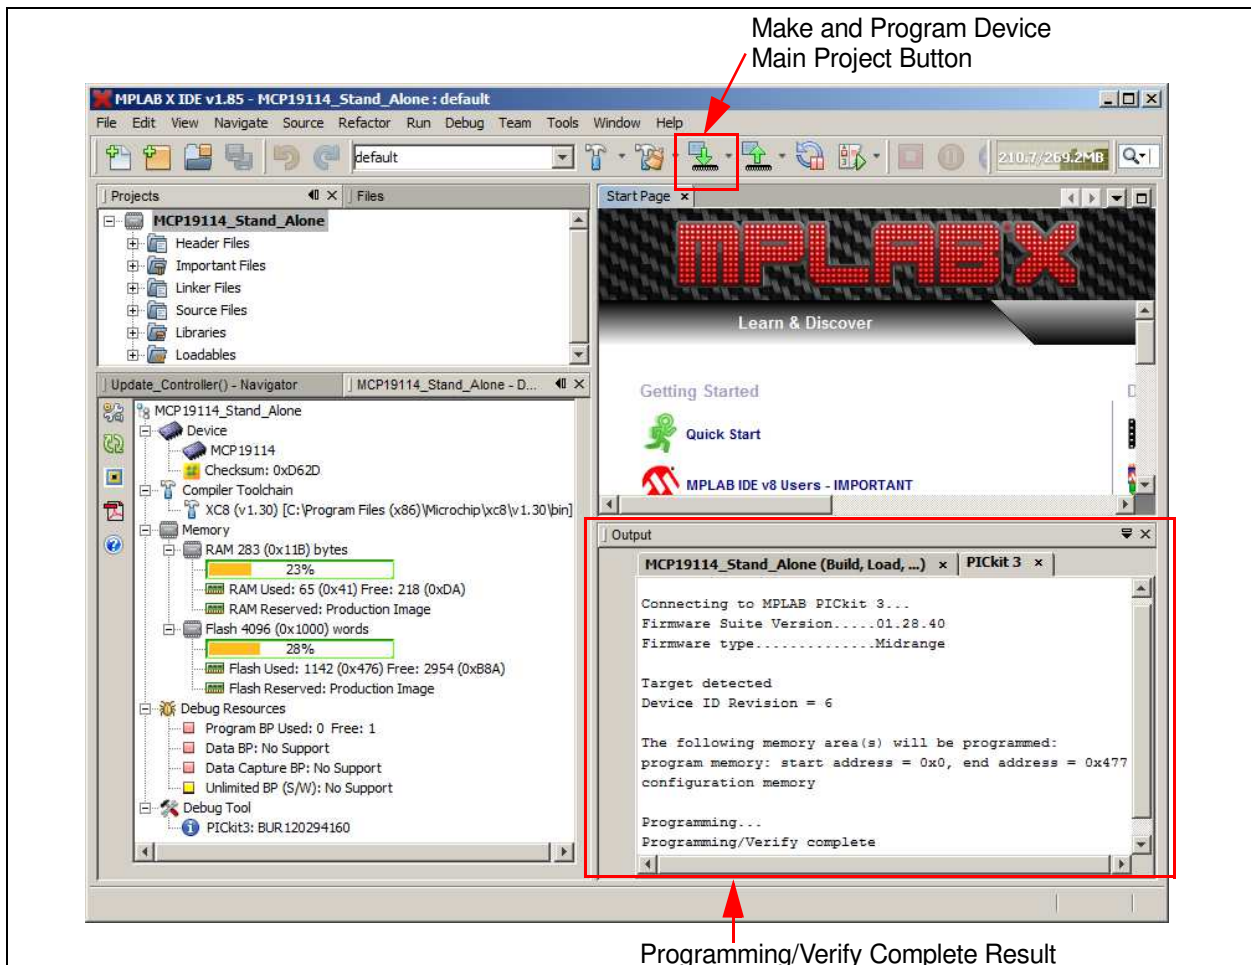 Make and Program Device
Main Project Button
MPLAB X IDE v1.85 - MCP19114_Stand_Alone : default
File Edit View Navigate Source Refactor Run Debug Team Tools Window Help
default
210.7/269.2MB
Projects
Files
MCP19114_Stand_Alone
Header Files
Important Files
Linker Files
Source Files
Libraries
Loadables
Start Page
MPLAB X
Learn & Discover
Getting Started
D
Quick Start
MPLAB IDE v8 Users - IMPORTANT
Update_Controller() - Navigator
MCP19114_Stand_Alone - D...
MCP19114_Stand_Alone
Device
MCP19114
Checksum: 0xD62D
Compiler Toolchain
XC8 (v1.30) [C:\Program Files (x86)\Microchip\xc8\v1.30\bin]
Memory
RAM 283 (0x11B) bytes
23%
RAM Used: 65 (0x41) Free: 218 (0xDA)
RAM Reserved: Production Image
Flash 4096 (0x1000) words
28%
Flash Used: 1142 (0x476) Free: 2954 (0xB8A)
Flash Reserved: Production Image
Debug Resources
Program BP Used: 0 Free: 1
Data BP: No Support
Data Capture BP: No Support
Unlimited BP (S/W): No Support
Debug Tool
PICkit3: BUR120294160
Output
MCP19114_Stand_Alone (Build, Load, ...)
PICkit 3
Connecting to MPLAB PICkit 3...
Firmware Suite Version.....01.28.40
Firmware type..............Midrange
Target detected
Device ID Revision = 6
The following memory area(s) will be programmed:
program memory: start address = 0x0, end address = 0x477
configuration memory
Programming...
Programming/Verify complete
Programming/Verify Complete Result